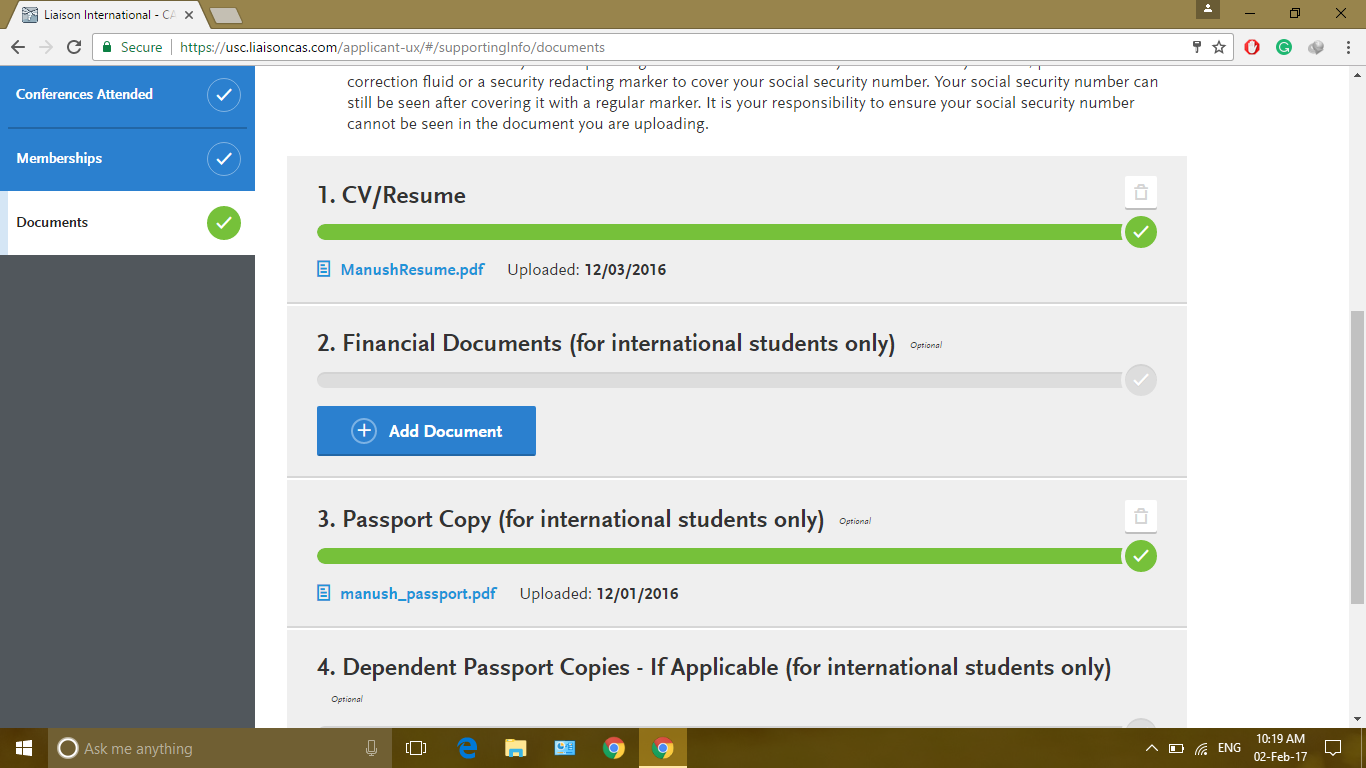 Liaison International - CA
Secure
https://usc.liaisoncas.com/applicant-ux/#/supportingInfo/documents
Conferences Attended
Memberships
Documents
correction fluid or a security redacting marker to cover your social security number. Your social security number can
still be seen after covering it with a regular marker. It is your responsibility to ensure your social security number
cannot be seen in the document you are uploading.
1. CV/Resume
ManushResume.pdf Uploaded: 12/03/2016
2. Financial Documents (for international students only) Optional
Add Document
3. Passport Copy (for international students only) Optional
manush_passport.pdf Uploaded: 12/01/2016
4. Dependent Passport Copies - If Applicable (for international students only)
Optional
Ask me anything
ENG
10:19 AM
02-Feb-17